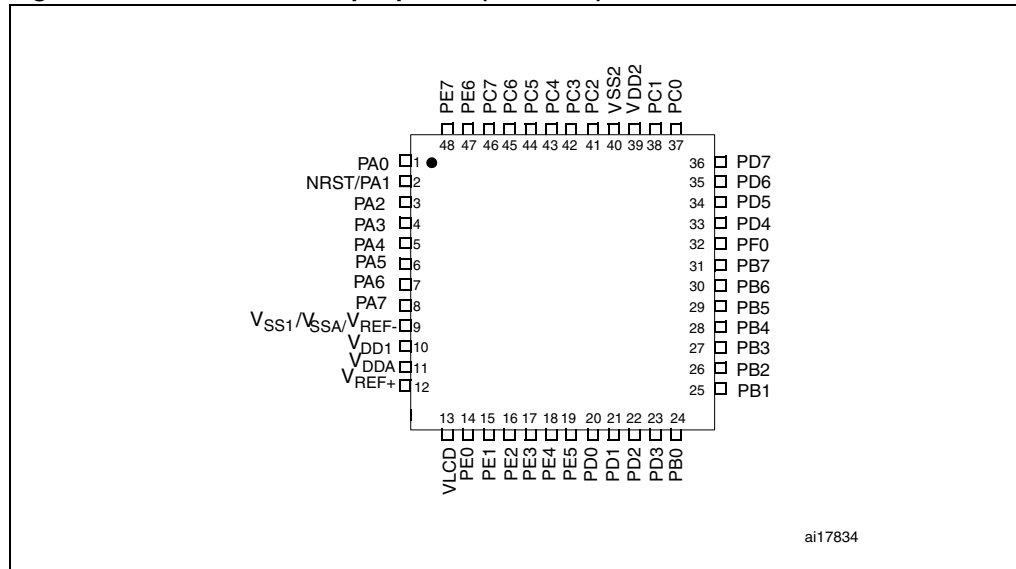 PE7
PE6
PC7
PC6
PC5
PC4
PC3
PC2
VSS2
VDD2
PC1
PC0
48 47 46 45 44 43 42 41 40 39 38 37
PA0 1
NRST/PA1 2
PA2 3
PA3 4
PA4 5
PA5 6
PA6 7
PA7 8
VSS1/VSSA/VREF- 9
VDD1 10
VDDA 11
VREF+ 12
36 PD7
35 PD6
34 PD5
33 PD4
32 PF0
31 PB7
30 PB6
29 PB5
28 PB4
27 PB3
26 PB2
25 PB1
13 14 15 16 17 18 19 20 21 22 23 24
VLCD
PE0
PE1
PE2
PE3
PE4
PE5
PD0
PD1
PD2
PD3
PB0
ai17834